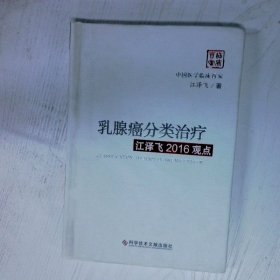 中国医学临床百家
江泽飞 / 著
乳腺癌分类治疗
江泽飞 2016 观点
科学技术文献出版社